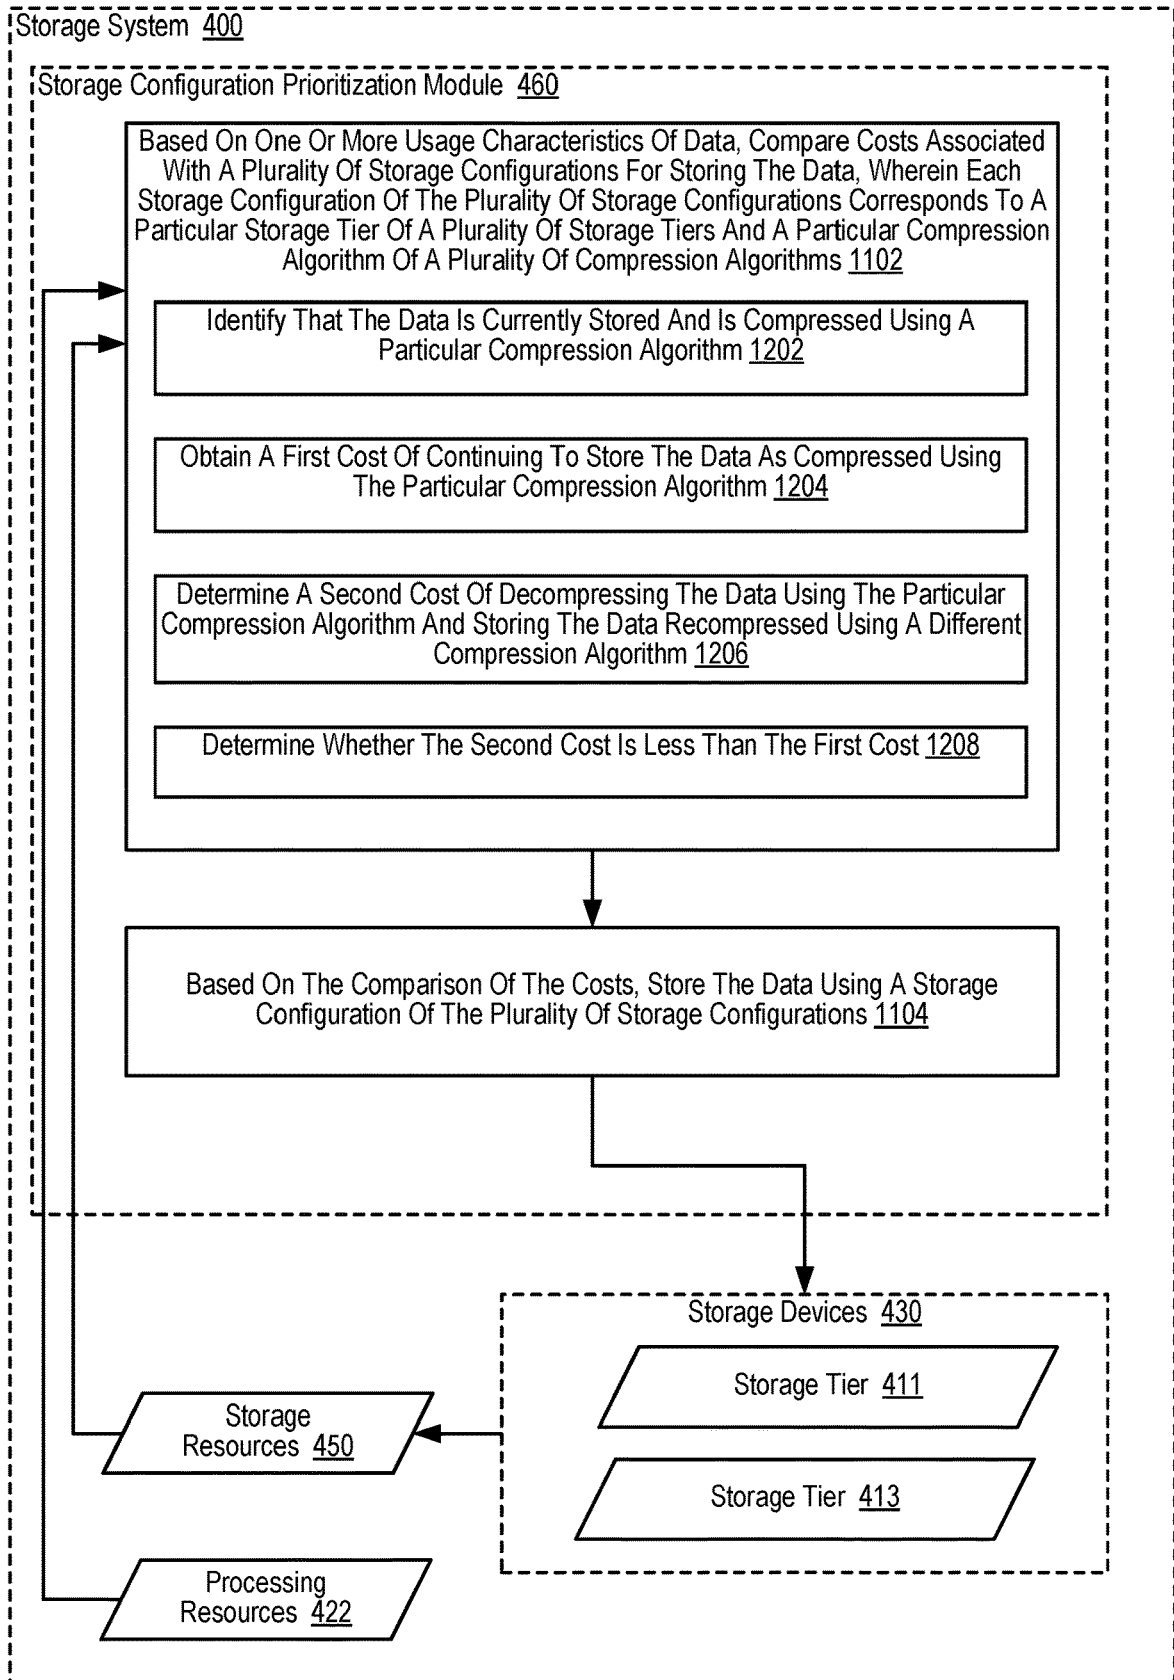 Storage System 400
Storage Configuration Prioritization Module 460
Based On One Or More Usage Characteristics Of Data, Compare Costs Associated
With A Plurality Of Storage Configurations For Storing The Data, Wherein Each
Storage Configuration Of The Plurality Of Storage Configurations Corresponds To A
Particular Storage Tier Of A Plurality Of Storage Tiers And A Particular Compression
Algorithm Of A Plurality Of Compression Algorithms 1102
Identify That The Data Is Currently Stored And Is Compressed Using A
Particular Compression Algorithm 1202
Obtain A First Cost Of Continuing To Store The Data As Compressed Using
The Particular Compression Algorithm 1204
Determine A Second Cost Of Decompressing The Data Using The Particular
Compression Algorithm And Storing The Data Recompressed Using A Different
Compression Algorithm 1206
Determine Whether The Second Cost Is Less Than The First Cost 1208
Based On The Comparison Of The Costs, Store The Data Using A Storage
Configuration Of The Plurality Of Storage Configurations 1104
Storage Devices 430
Storage Tier 411
Storage Tier 413
Storage
Resources 450
Processing
Resources 422